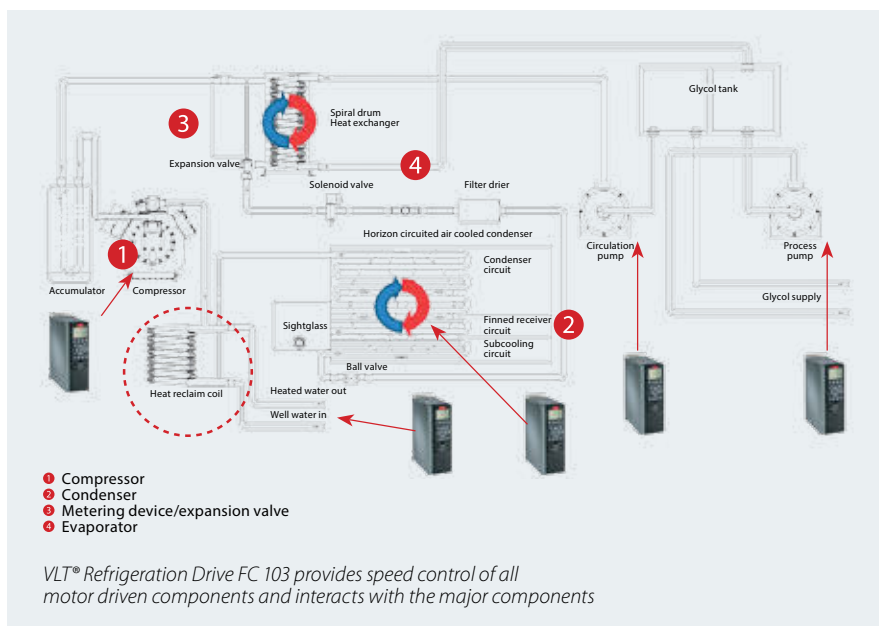 Glycol tank
3
Spiral drum
Heat exchanger
4
Expansion valve
Solenoid valve
Filter drier
Horizon circuited air cooled condenser
Circulation
pump
Process
pump
1
Condenser
circuit
Accumulator
Compressor
Glycol supply
Sightglass
Finned receiver
circuit
2
Subcooling
circuit
Ball valve
Heat reclaim coil
Heated water out
Well water in
1 Compressor
2 Condenser
3 Metering device/expansion valve
4 Evaporator
VLT® Refrigeration Drive FC 103 provides speed control of all
motor driven components and interacts with the major components